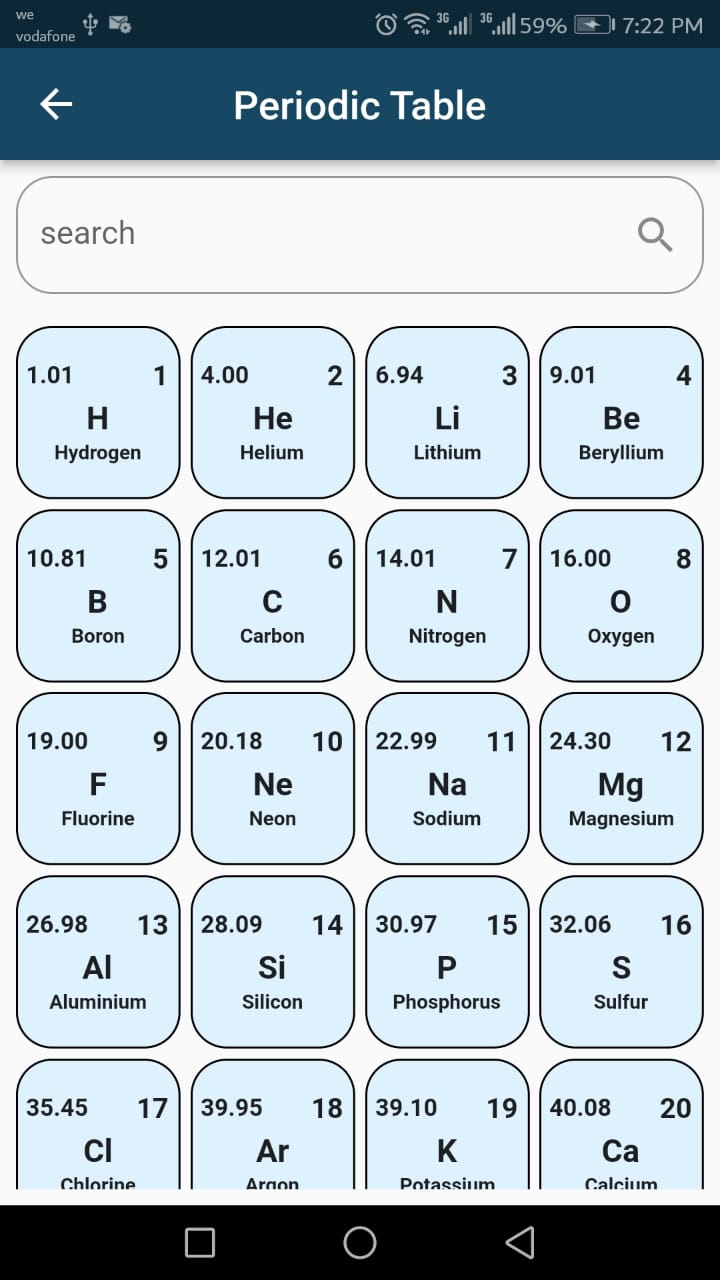 we
vodafone
3G 3G 59% 7:22 PM
Periodic Table
search
1.01 1 4.00 2 6.94 3 9.01 4
H He Li Be
Hydrogen Helium Lithium Beryllium
10.81 5 12.01 6 14.01 7 16.00 8
B C N O
Boron Carbon Nitrogen Oxygen
19.00 9 20.18 10 22.99 11 24.30 12
F Ne Na Mg
Fluorine Neon Sodium Magnesium
26.98 13 28.09 14 30.97 15 32.06 16
Al Si P S
Aluminium Silicon Phosphorus Sulfur
35.45 17 39.95 18 39.10 19 40.08 20
Cl Ar K Ca
Chlorine Argon Potassium Calcium